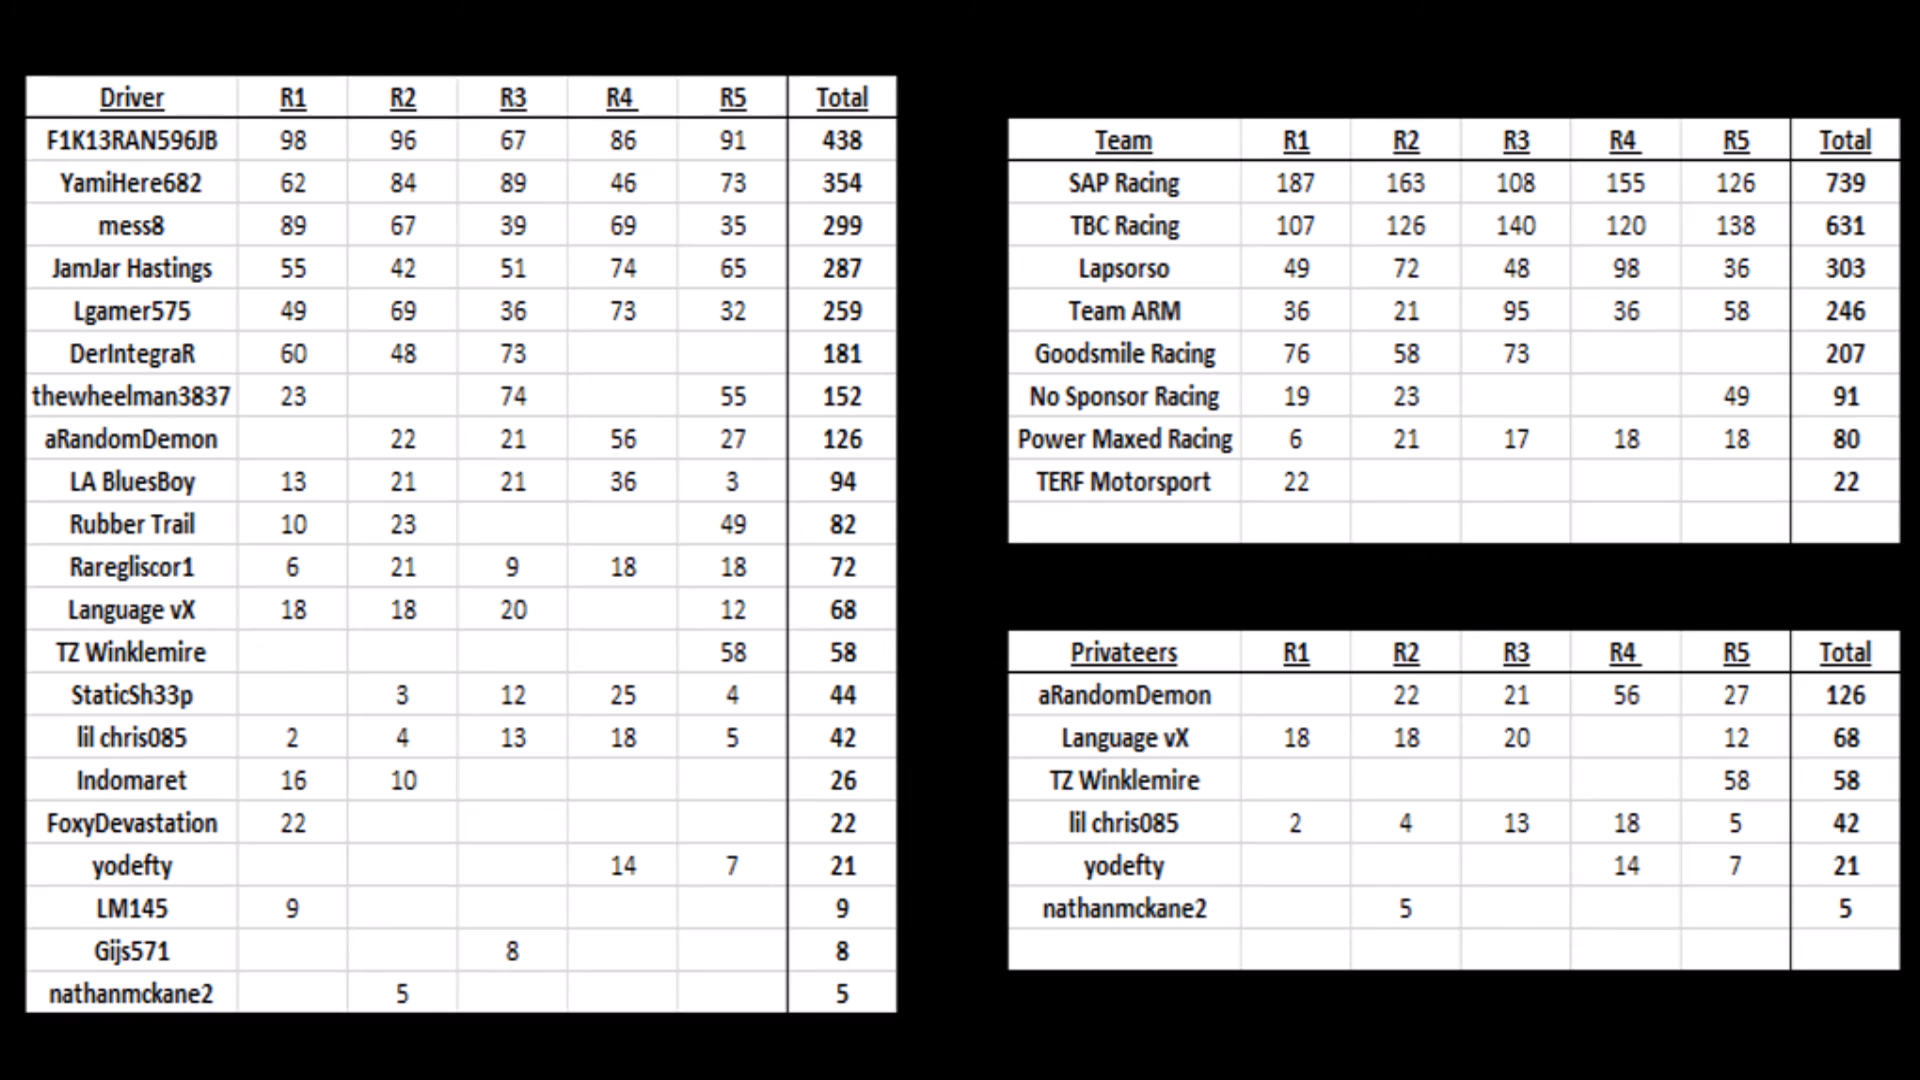 Driver R1 R2 R3 R4 R5 Total
F1K13RAN596JB 98 96 67 86 91 438
YamiHere682 62 84 89 46 73 354
mess8 89 67 39 69 35 299
JamJar Hastings 55 42 51 74 65 287
Lgamer575 49 69 36 73 32 259
DerIntegraR 60 48 73 181
thewheelman3837 23 74 55 152
aRandomDemon 22 21 56 27 126
LA BluesBoy 13 21 21 36 3 94
Rubber Trail 10 23 49 82
Raregliscor1 6 21 9 18 18 72
Language vX 18 18 20 12 68
TZ Winklemire 58 58
StaticSh33p 3 12 25 4 44
lil chris085 2 4 13 18 5 42
Indomaret 16 10 26
FoxyDevastation 22 22
yodefty 14 7 21
LM145 9 9
Gijs571 8 8
nathanmckane2 5 5
Team R1 R2 R3 R4 R5 Total
SAP Racing 187 163 108 155 126 739
TBC Racing 107 126 140 120 138 631
Lapsorso 49 72 48 98 36 303
Team ARM 36 21 95 36 58 246
Goodsmile Racing 76 58 73 207
No Sponsor Racing 19 23 49 91
Power Maxed Racing 6 21 17 18 18 80
TERF Motorsport 22 22
Privateers R1 R2 R3 R4 R5 Total
aRandomDemon 22 21 56 27 126
Language vX 18 18 20 12 68
TZ Winklemire 58 58
lil chris085 2 4 13 18 5 42
yodefty 14 7 21
nathanmckane2 5 5